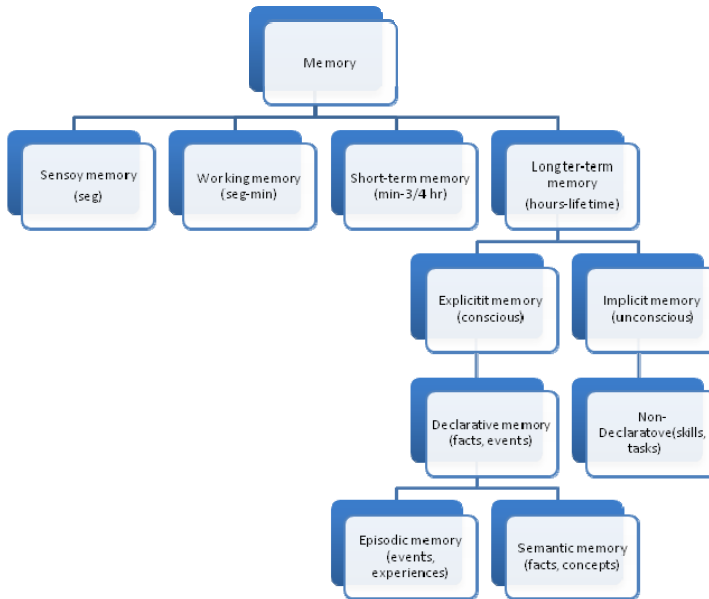 Memory
Sensoy memory
(seg)
Working memory
(seg-min)
Short-term memory
(min-3/4 hr)
Longter-term
memory
(hours-life time)
Explicitit memory
(conscious)
Implicit memory
(unconscious)
Declarative memory
(facts, events)
Non-
Declaratove(skills,
tasks)
Episodic memory
(events,
experiences)
Semantic memory
(facts, concepts)